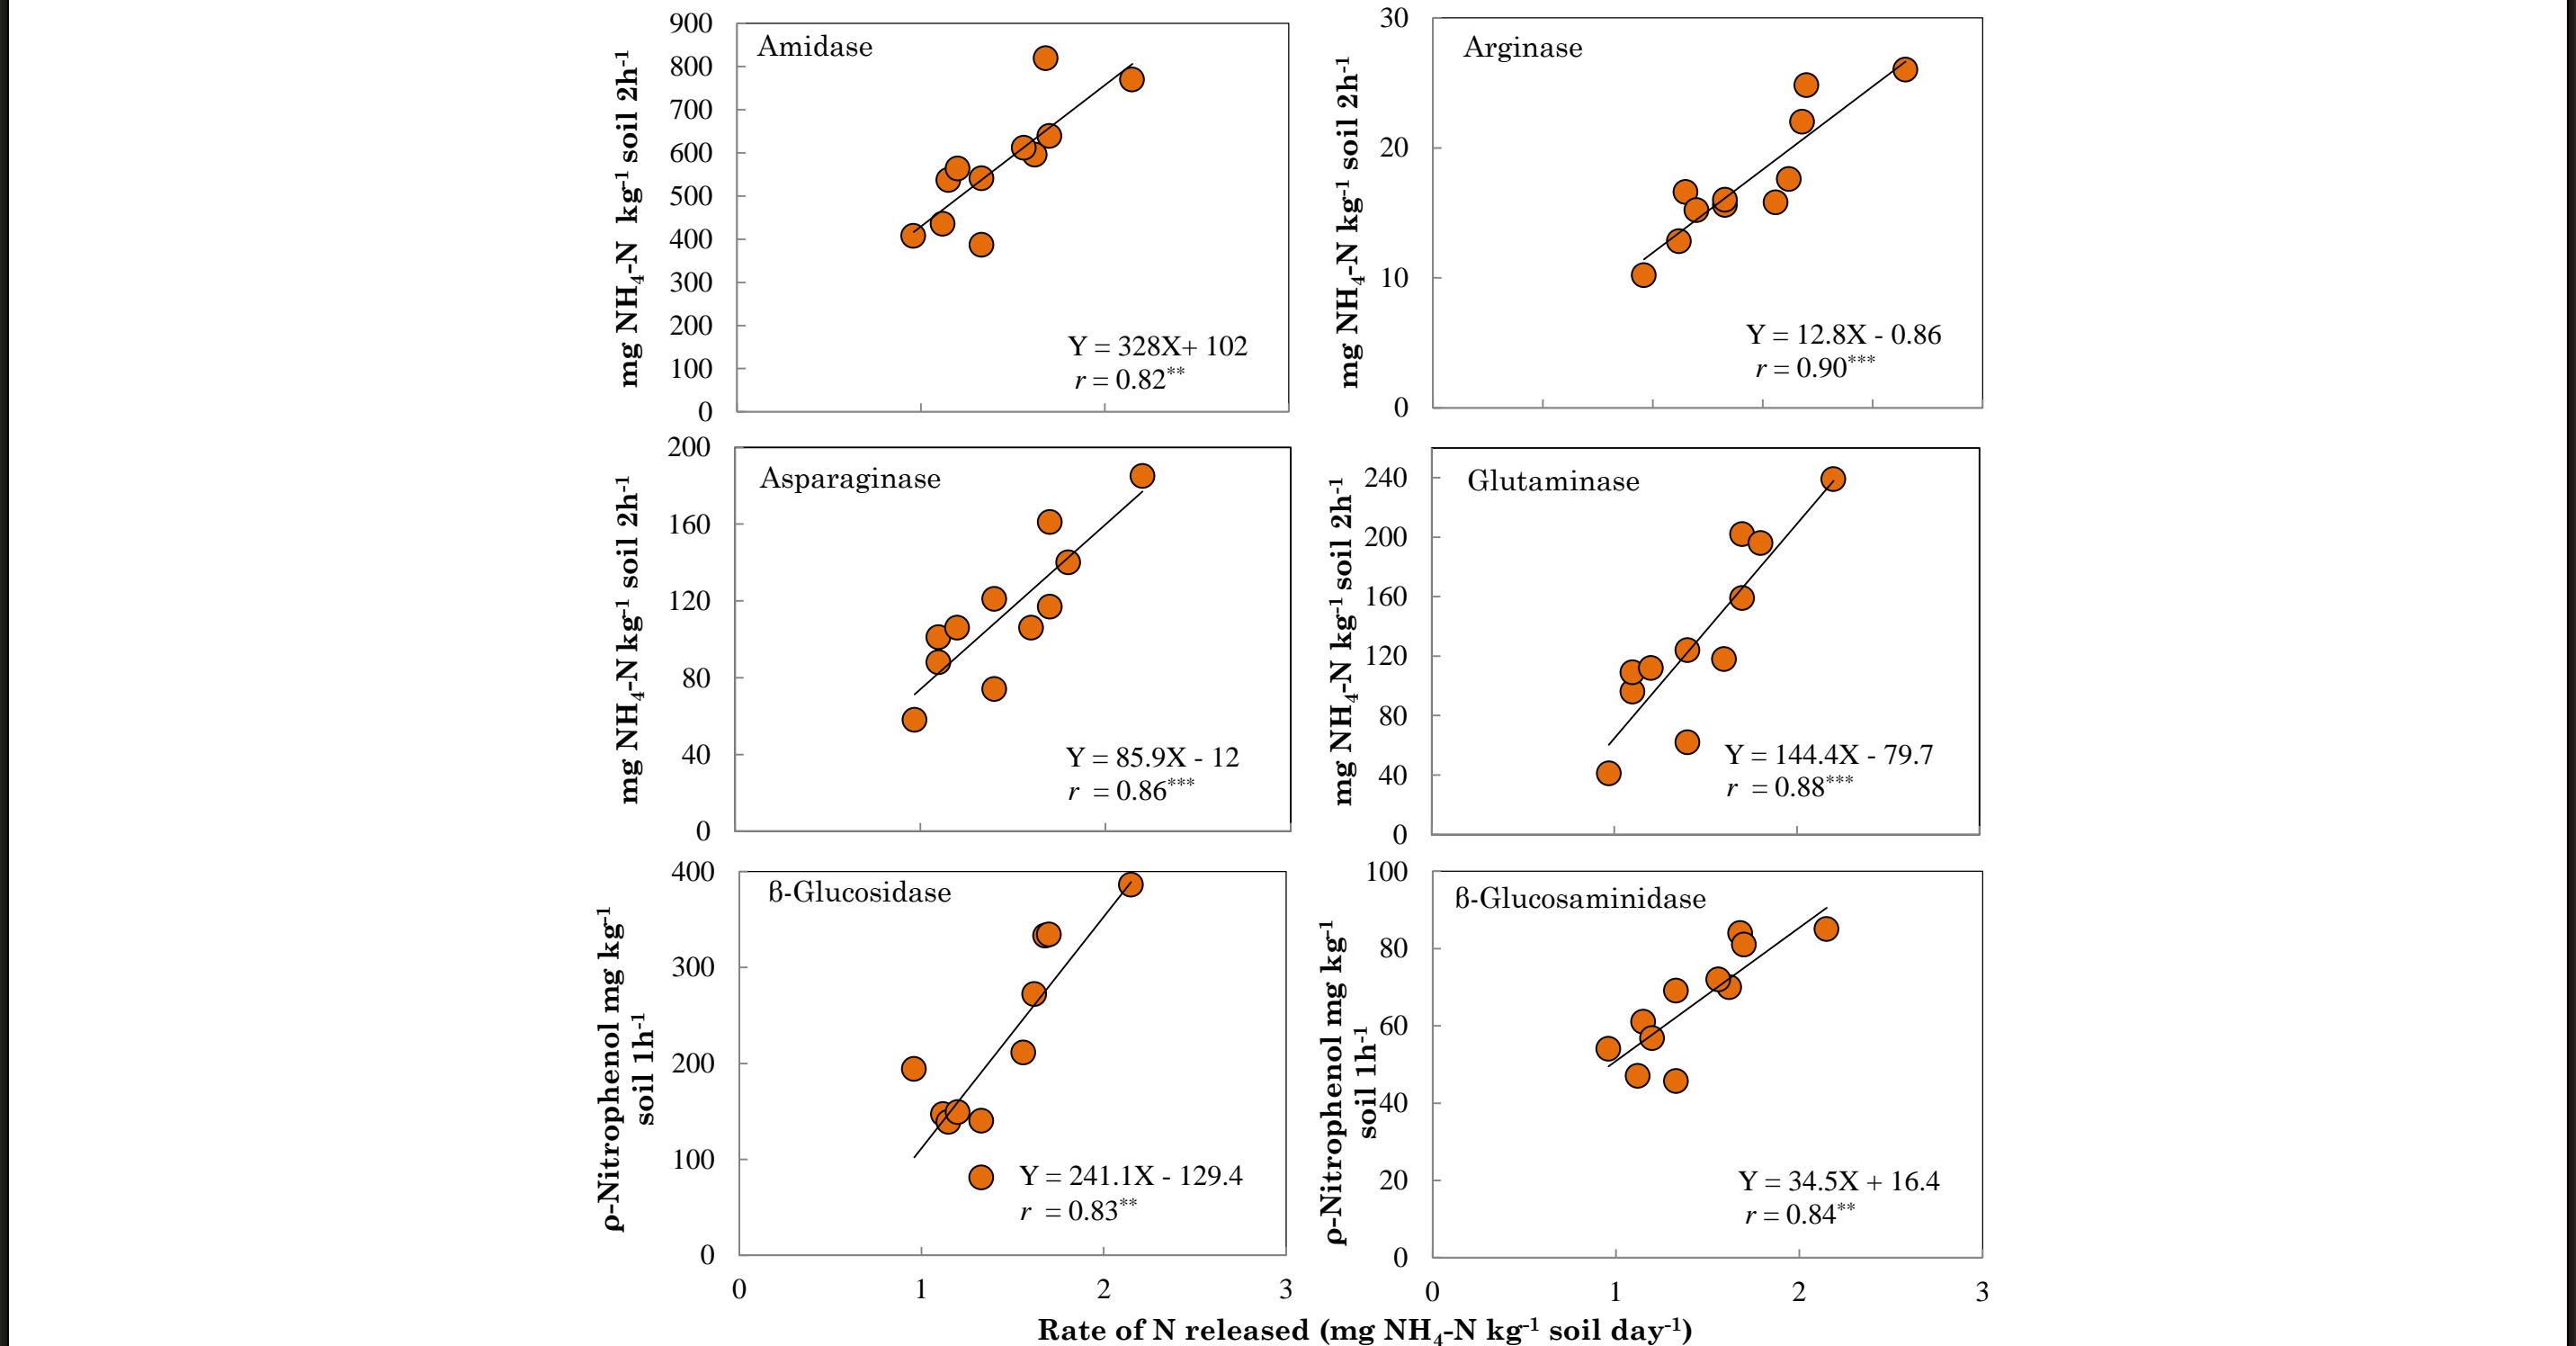 Amidase
mg NH₄-N kg⁻¹ soil 2h⁻¹
900
800
700
600
500
400
300
200
100
0
Y = 328X+ 102
r = 0.82**
Arginase
mg NH₄-N kg⁻¹ soil 2h⁻¹
30
20
10
0
Y = 12.8X - 0.86
r = 0.90***
Asparaginase
mg NH₄-N kg⁻¹ soil 2h⁻¹
200
160
120
80
40
0
Y = 85.9X - 12
r = 0.86***
Glutaminase
mg NH₄-N kg⁻¹ soil 2h⁻¹
240
200
160
120
80
40
0
Y = 144.4X - 79.7
r = 0.88***
β-Glucosidase
ρ-Nitrophenol mg kg⁻¹
soil 1h⁻¹
400
300
200
100
0
Y = 241.1X - 129.4
r = 0.83**
0 1 2 3
β-Glucosaminidase
ρ-Nitrophenol mg kg⁻¹
soil 1h⁻¹
100
80
60
40
20
0
Y = 34.5X + 16.4
r = 0.84**
0 1 2 3
Rate of N released (mg NH₄-N kg⁻¹ soil day⁻¹)